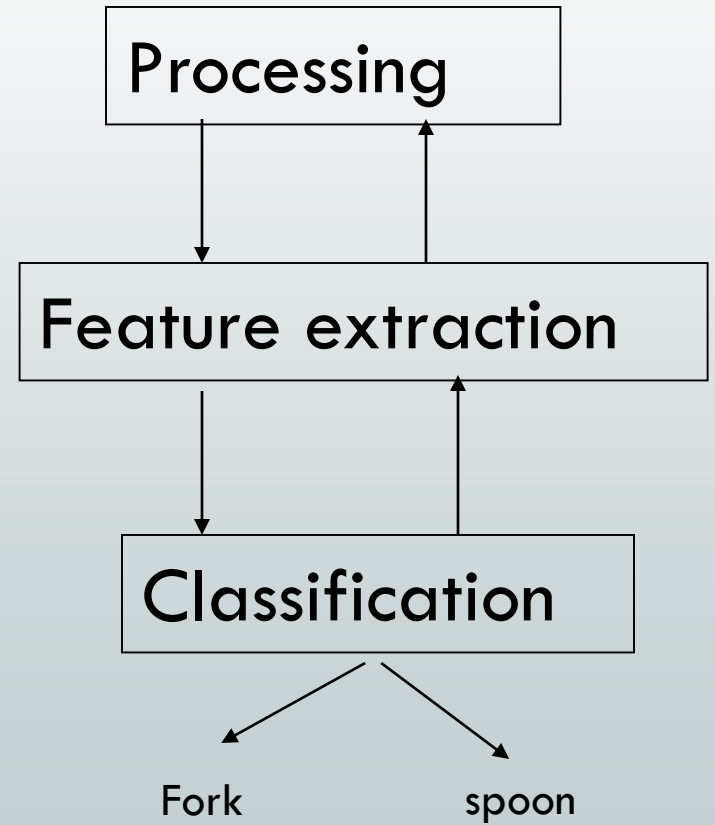 Processing
Feature extraction
Classification
Fork spoon